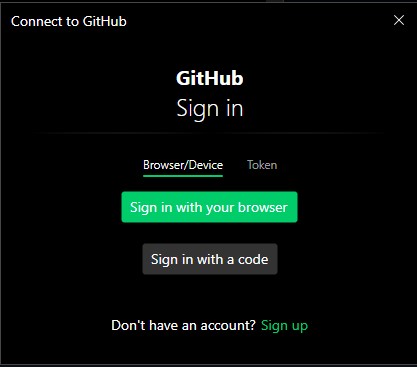 Connect to GitHub
GitHub
Sign in
Browser/Device Token
Sign in with your browser
Sign in with a code
Don't have an account? Sign up